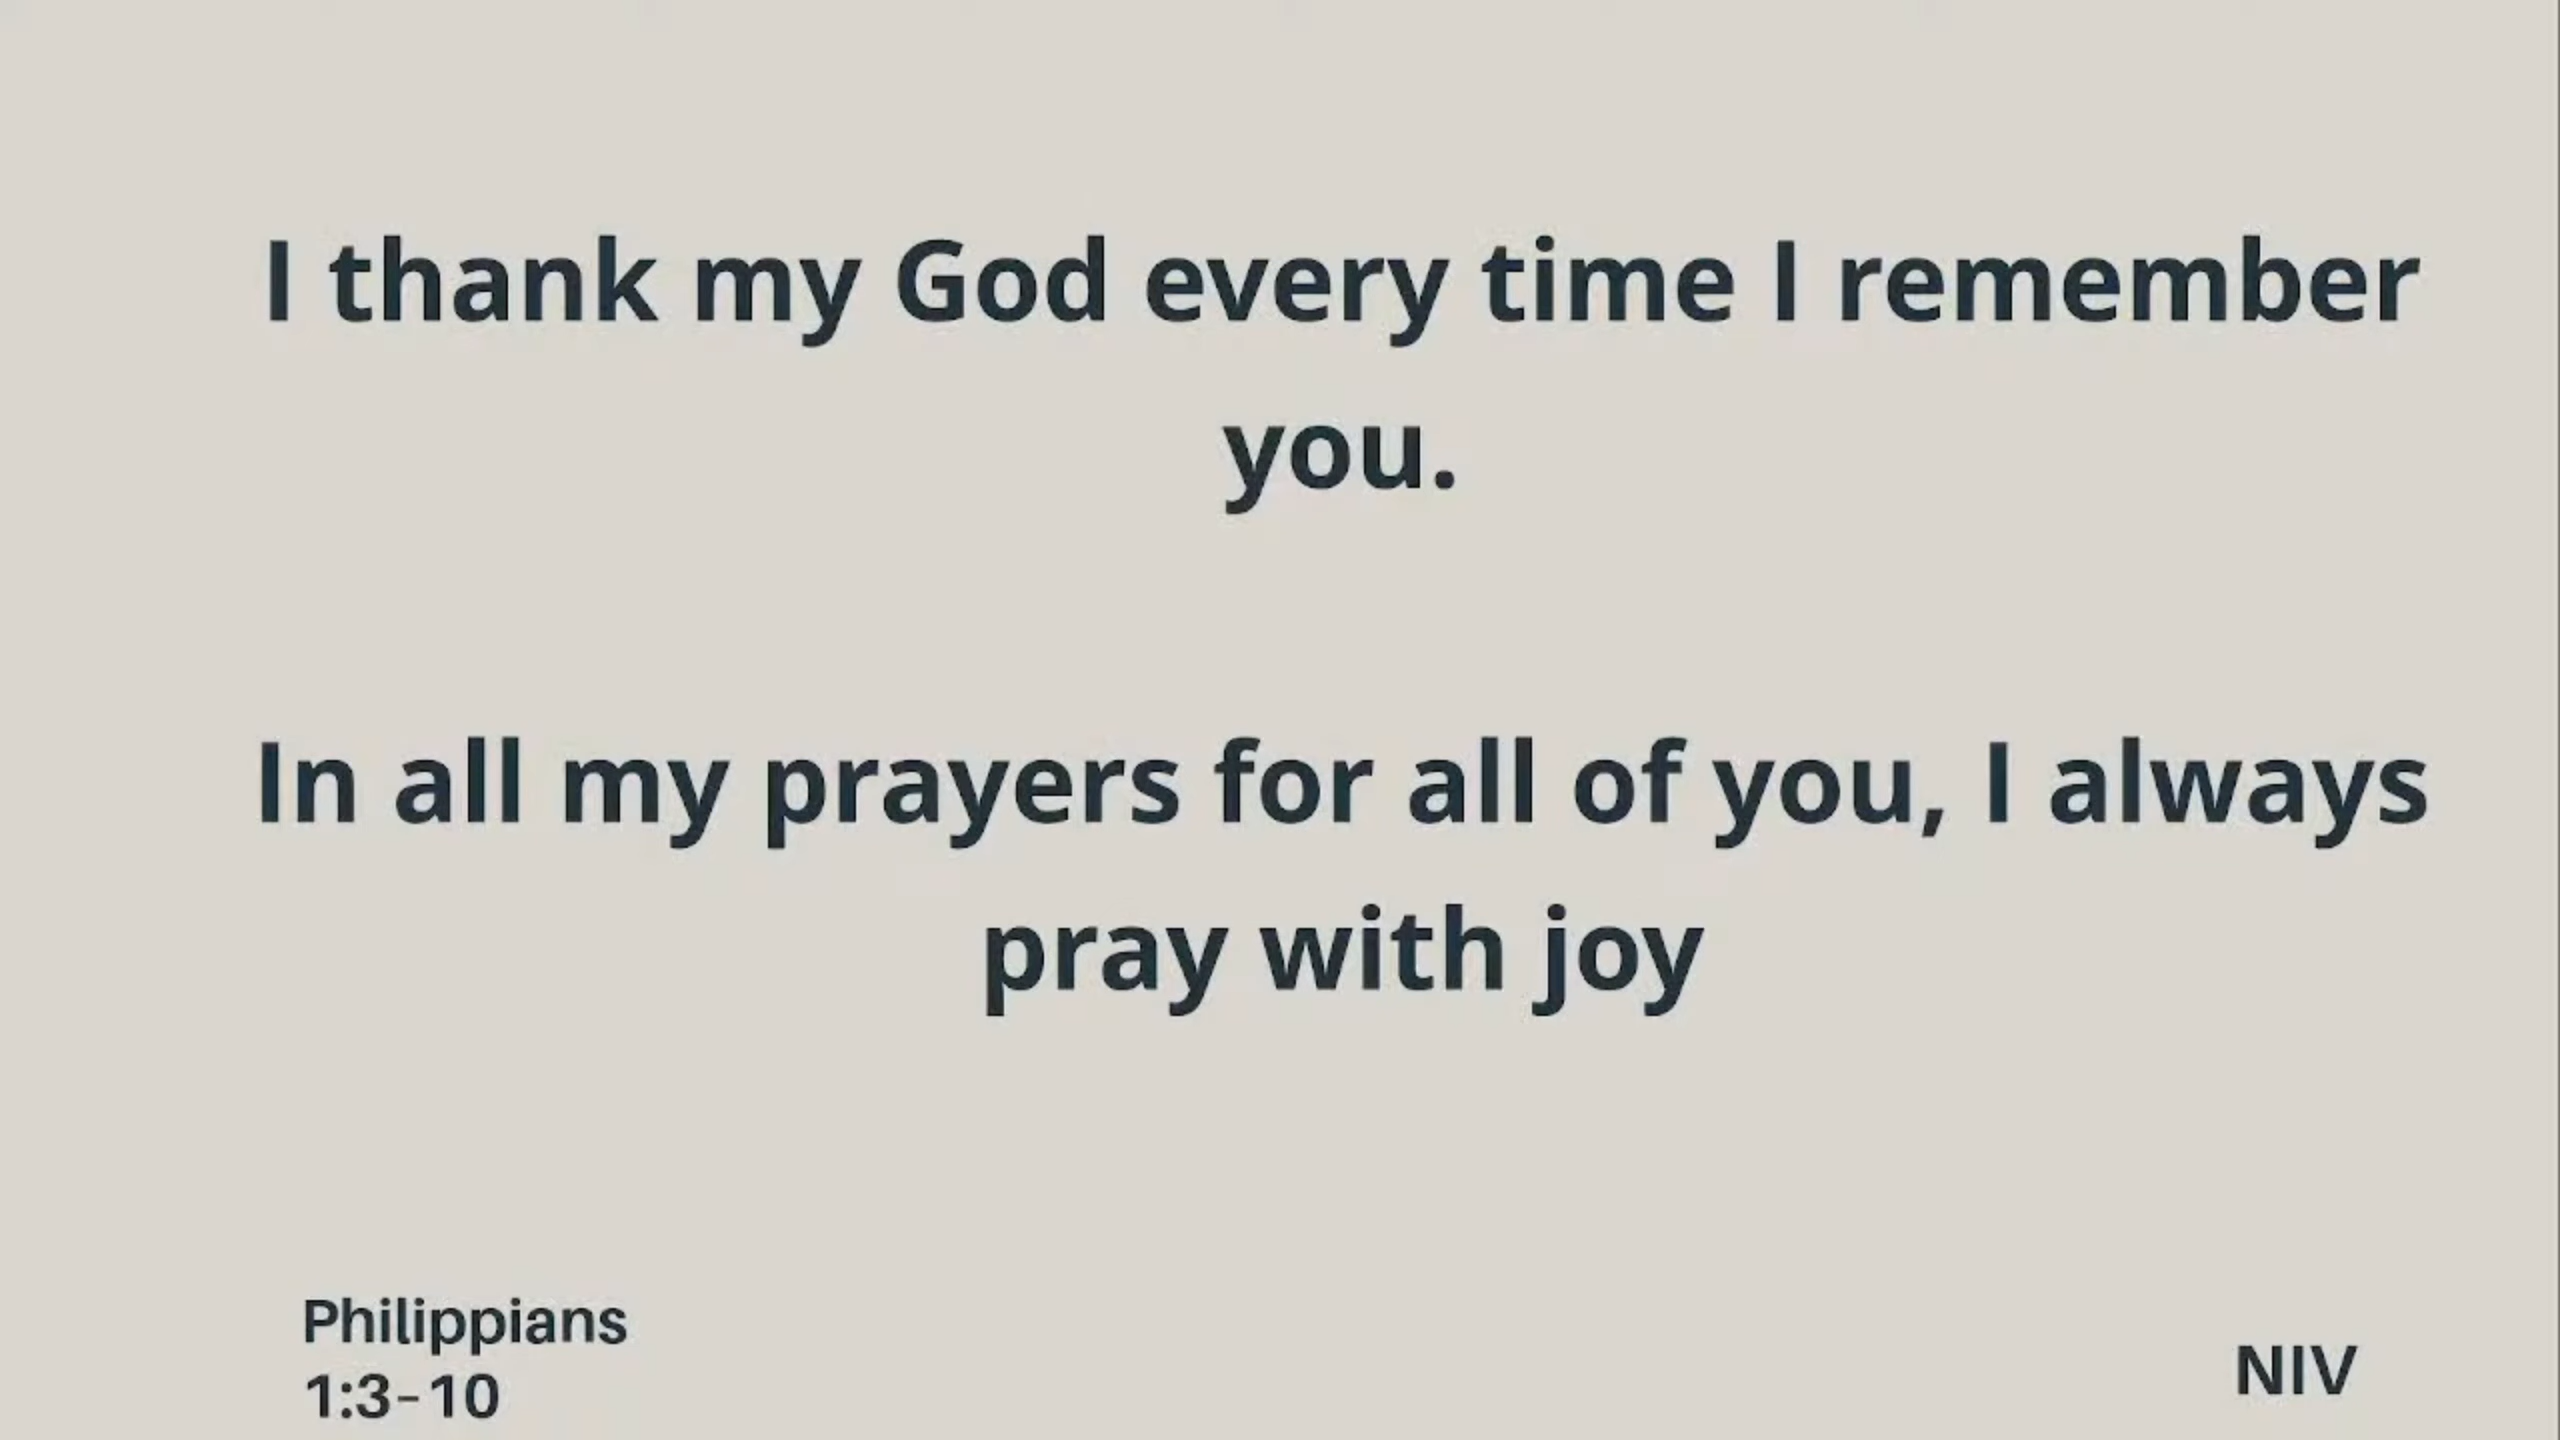 I thank my God every time I remember
you.
In all my prayers for all of you, I always
pray with joy
Philippians
1:3-10
NIV